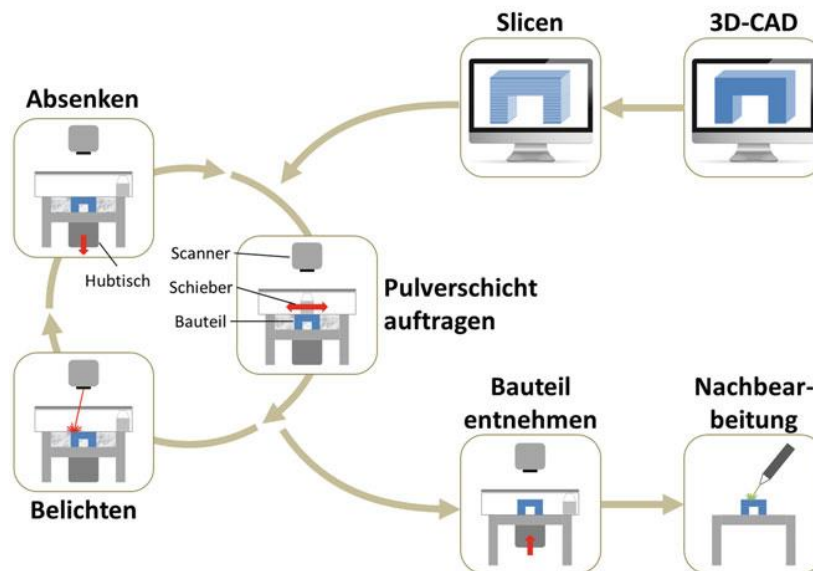 Slicen
3D-CAD
Absenken
Hubtisch
Scanner
Schieber
Bauteil
Pulverschicht
auftragen
Belichten
Bauteil
entnehmen
Nachbear-
beitung